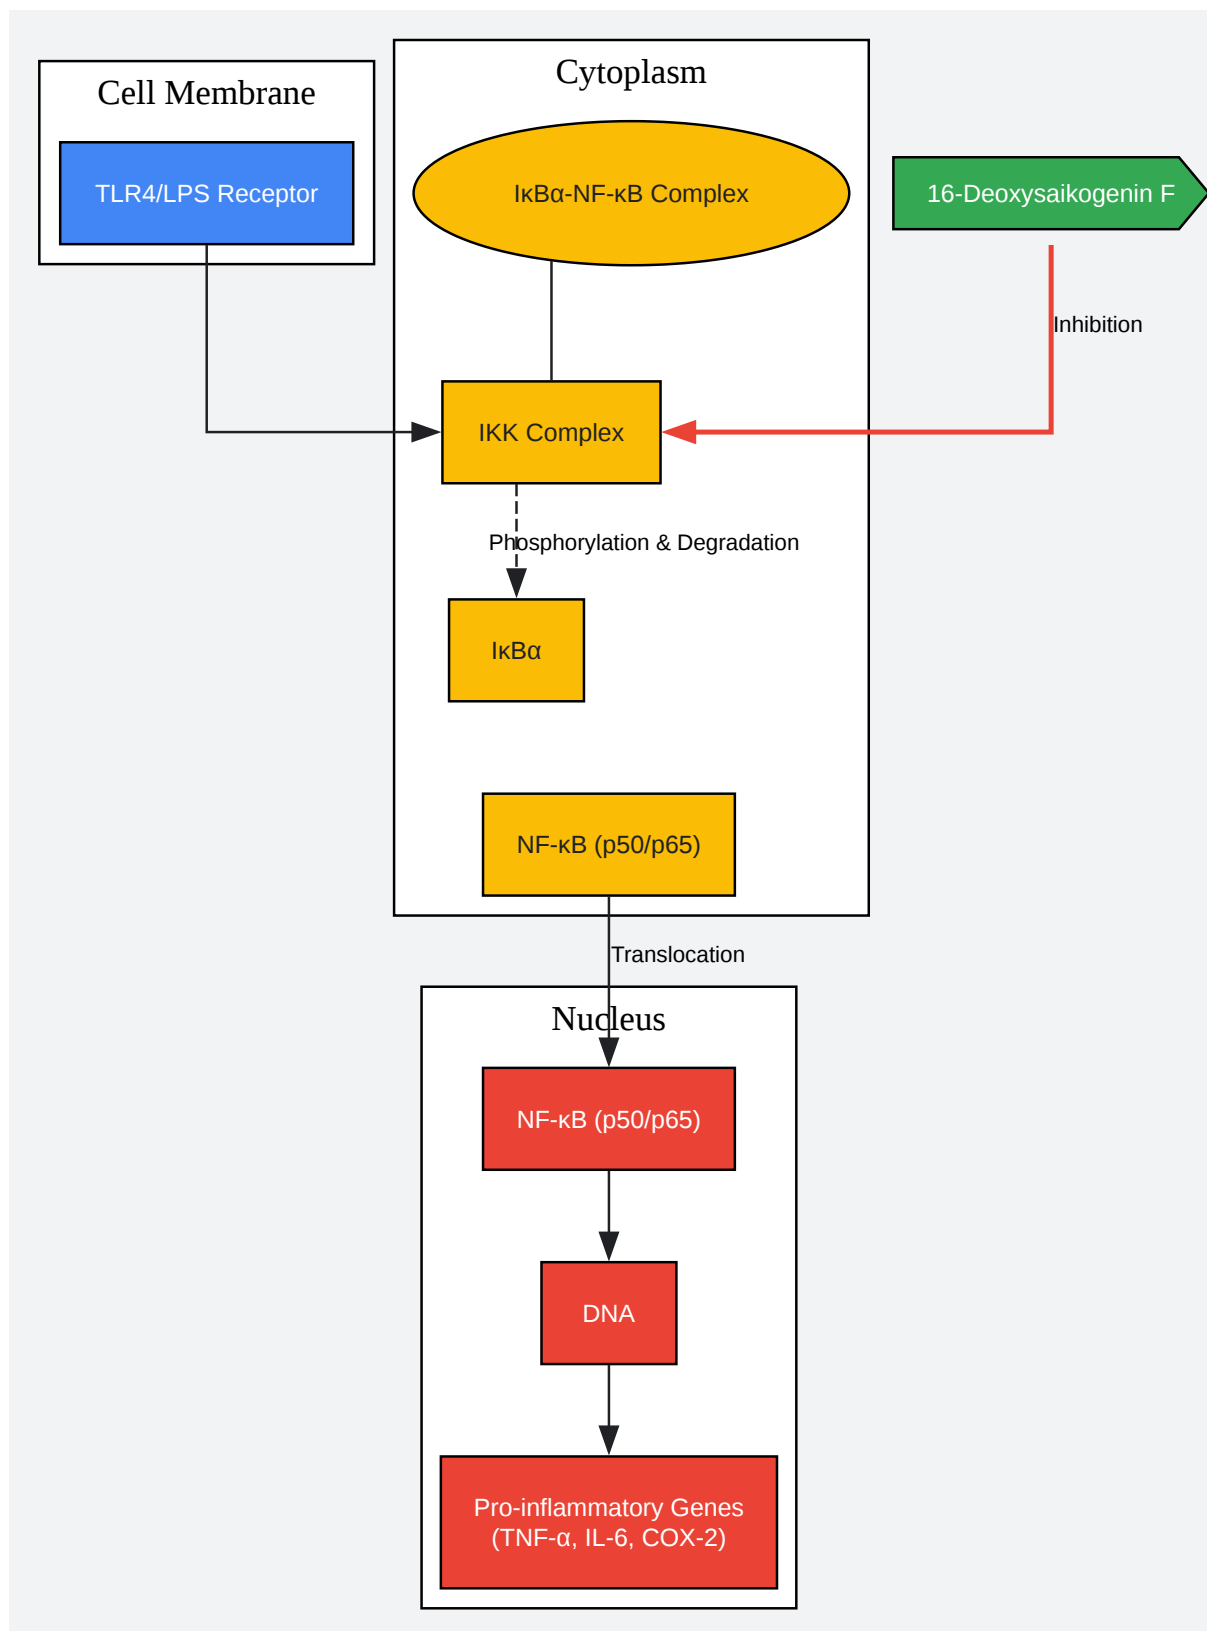 Cell Membrane
TLR4/LPS Receptor
Cytoplasm
IκBα-NF-κB Complex
16-Deoxysaikogenin F
Inhibition
IKK Complex
Phosphorylation & Degradation
IκBα
NF-κB (p50/p65)
Translocation
Nucleus
NF-κB (p50/p65)
DNA
Pro-inflammatory Genes
(TNF-α, IL-6, COX-2)